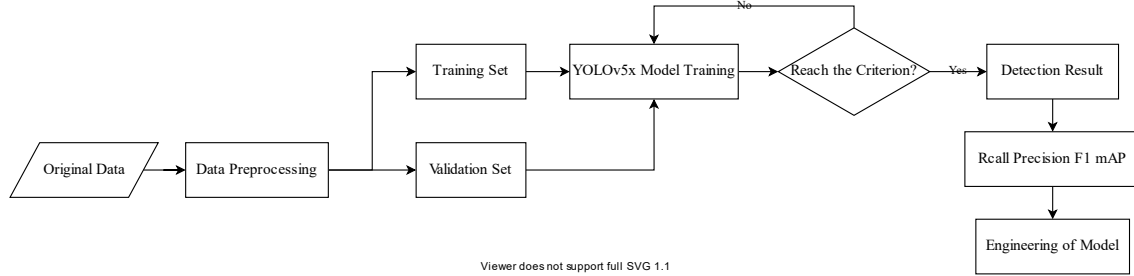 No
Training Set
YOLOv5x Model Training
Reach the Criterion?
Yes
Detection Result
Original Data
Data Preprocessing
Validation Set
Rcall Precision F1 mAP
Engineering of Model
Viewer does not support full SVG 1.1